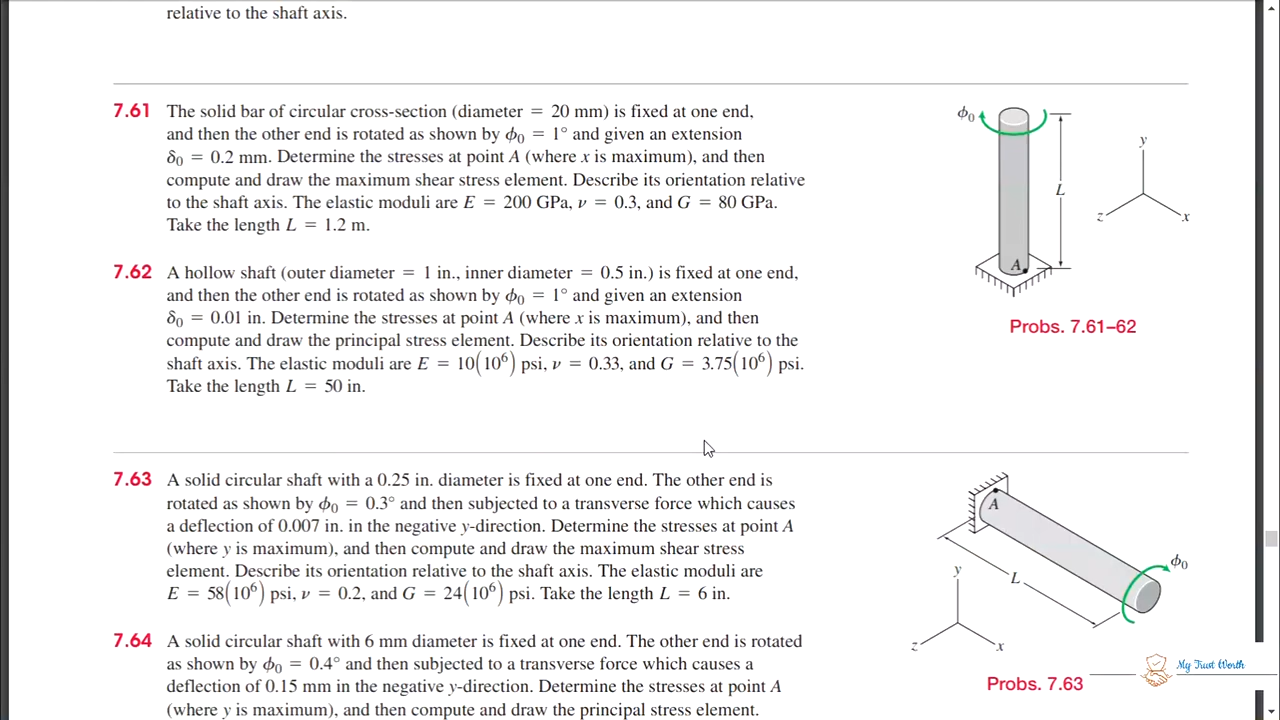 relative to the shaft axis.
7.61 The solid bar of circular cross-section (diameter = 20 mm) is fixed at one end,
and then the other end is rotated as shown by ϕ0 = 1° and given an extension
δ0 = 0.2 mm. Determine the stresses at point A (where x is maximum), and then
compute and draw the maximum shear stress element. Describe its orientation relative
to the shaft axis. The elastic moduli are E = 200 GPa, ν = 0.3, and G = 80 GPa.
Take the length L = 1.2 m.
ϕ0
L
A
y
z
x
7.62 A hollow shaft (outer diameter = 1 in., inner diameter = 0.5 in.) is fixed at one end,
and then the other end is rotated as shown by ϕ0 = 1° and given an extension
δ0 = 0.01 in. Determine the stresses at point A (where x is maximum), and then
compute and draw the principal stress element. Describe its orientation relative to the
shaft axis. The elastic moduli are E = 10(10⁶) psi, ν = 0.33, and G = 3.75(10⁶) psi.
Take the length L = 50 in.
Probs. 7.61–62
7.63 A solid circular shaft with a 0.25 in. diameter is fixed at one end. The other end is
rotated as shown by ϕ0 = 0.3° and then subjected to a transverse force which causes
a deflection of 0.007 in. in the negative y-direction. Determine the stresses at point A
(where y is maximum), and then compute and draw the maximum shear stress
element. Describe its orientation relative to the shaft axis. The elastic moduli are
E = 58(10⁶) psi, ν = 0.2, and G = 24(10⁶) psi. Take the length L = 6 in.
A
L
ϕ0
y
z
x
Probs. 7.63
7.64 A solid circular shaft with 6 mm diameter is fixed at one end. The other end is rotated
as shown by ϕ0 = 0.4° and then subjected to a transverse force which causes a
deflection of 0.15 mm in the negative y-direction. Determine the stresses at point A
(where y is maximum), and then compute and draw the principal stress element.
My Trust Worth